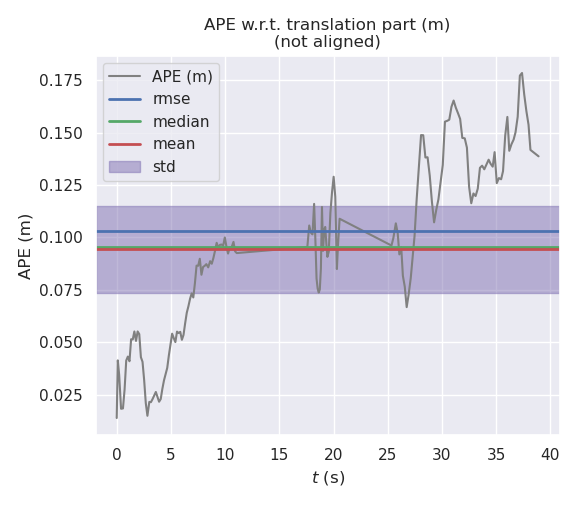 APE w.r.t. translation part (m)
(not aligned)
APE (m)
rmse
median
mean
std
0.175
0.150
0.125
0.100
0.075
0.050
0.025
APE (m)
0 5 10 15 20 25 30 35 40
t (s)